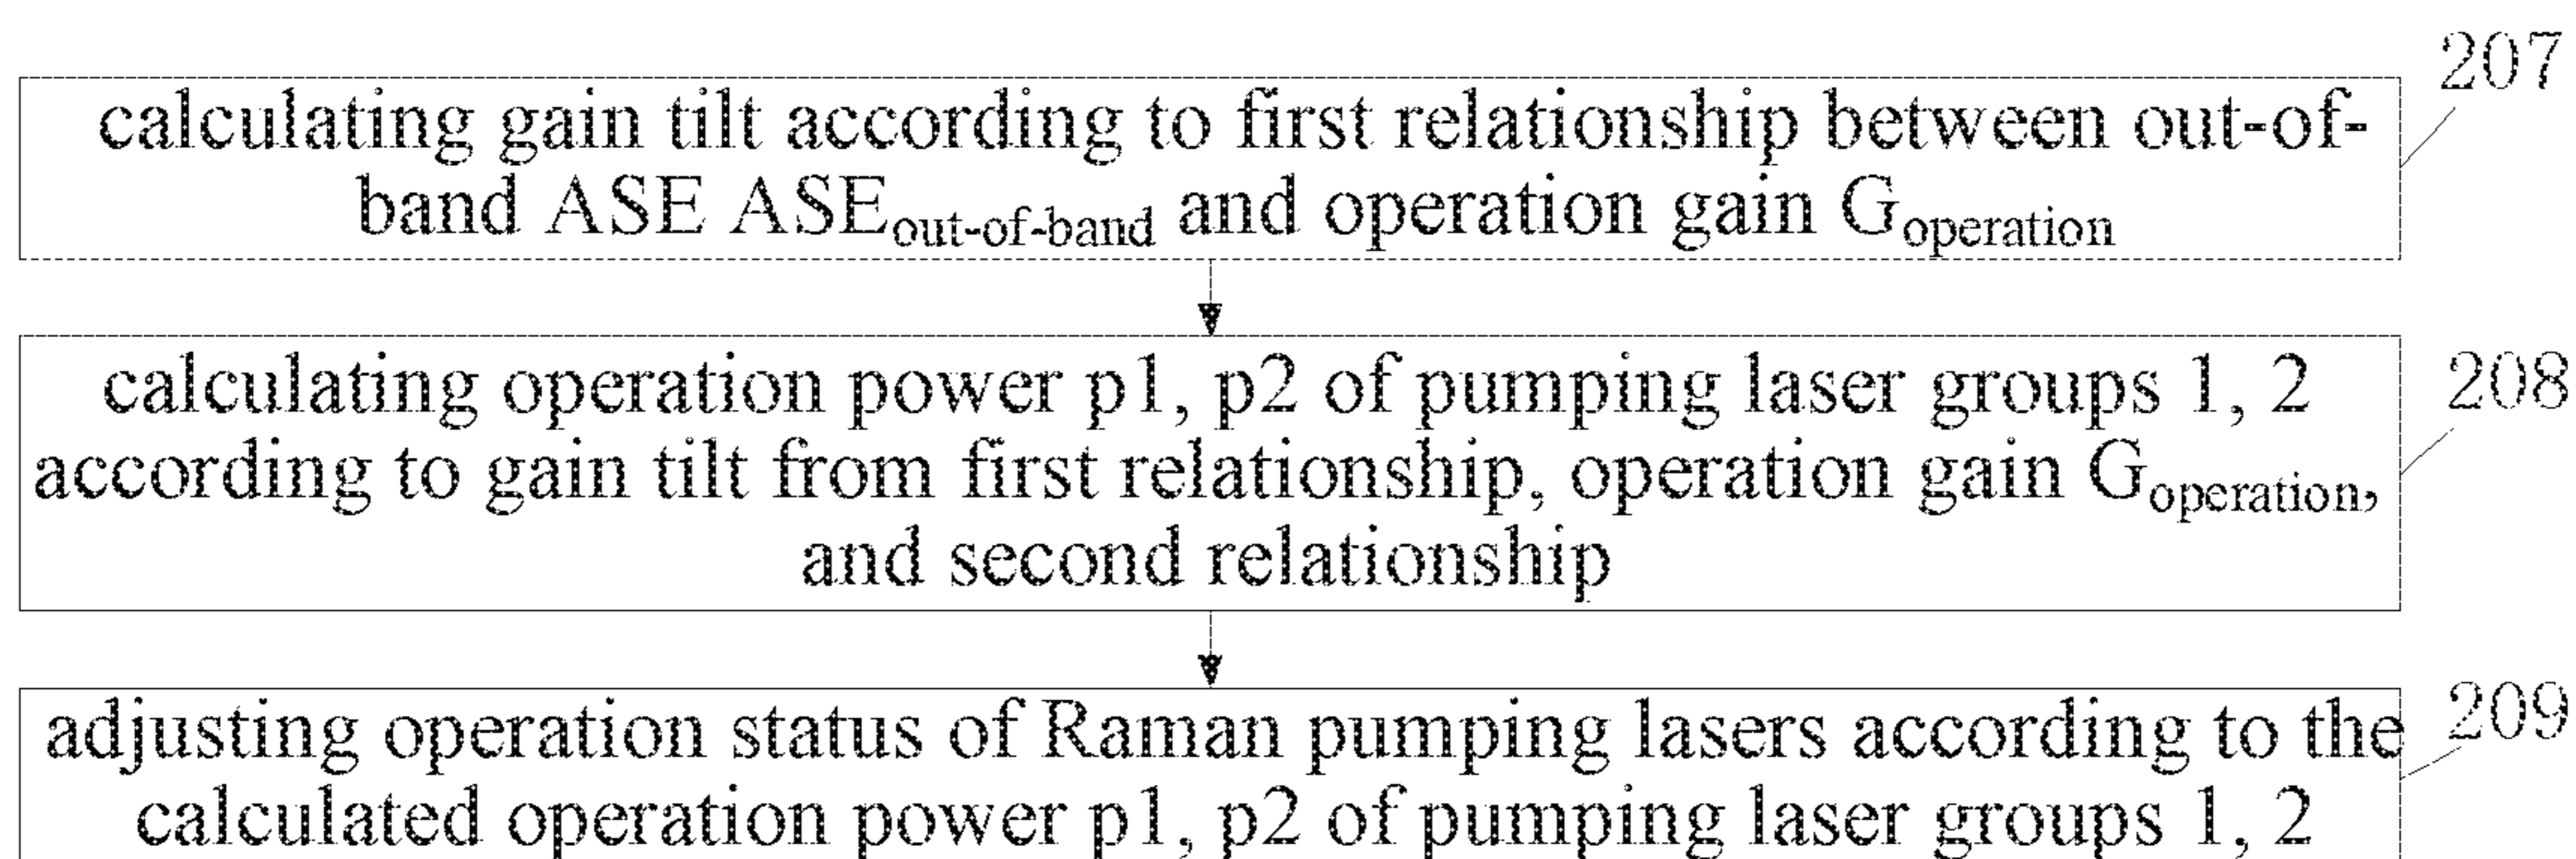 207
calculating gain tilt according to first relationship between out-of-
band ASE ASEout-of-band and operation gain Goperation
calculating operation power p1, p2 of pumping laser groups 1, 2
208
according to gain tilt from first relationship, operation gain Goperation,
and second relationship
adjusting operation status of Raman pumping lasers according to the
209
calculated operation power p1, p2 of pumping laser groups 1, 2